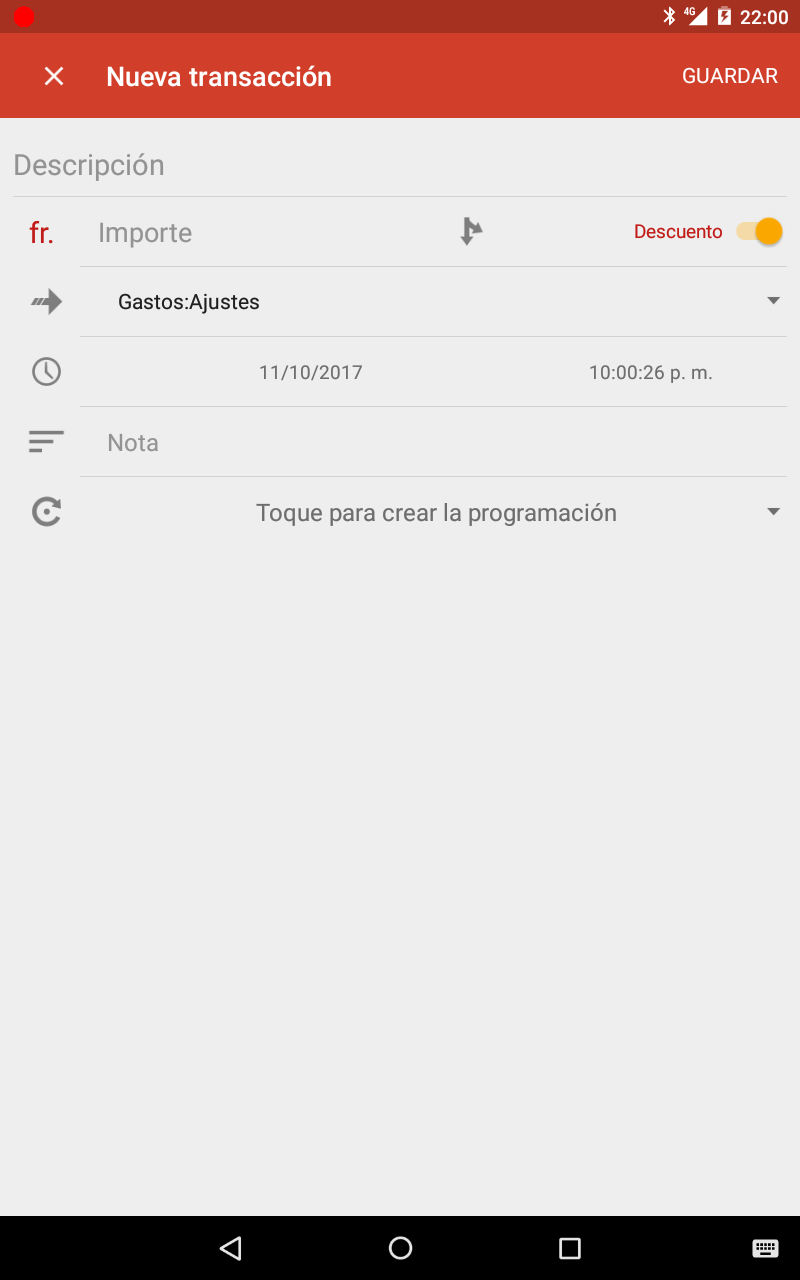 4G 22:00
Nueva transacción GUARDAR
Descripción
fr. Importe Descuento
Gastos:Ajustes
11/10/2017 10:00:26 p. m.
Nota
Toque para crear la programación